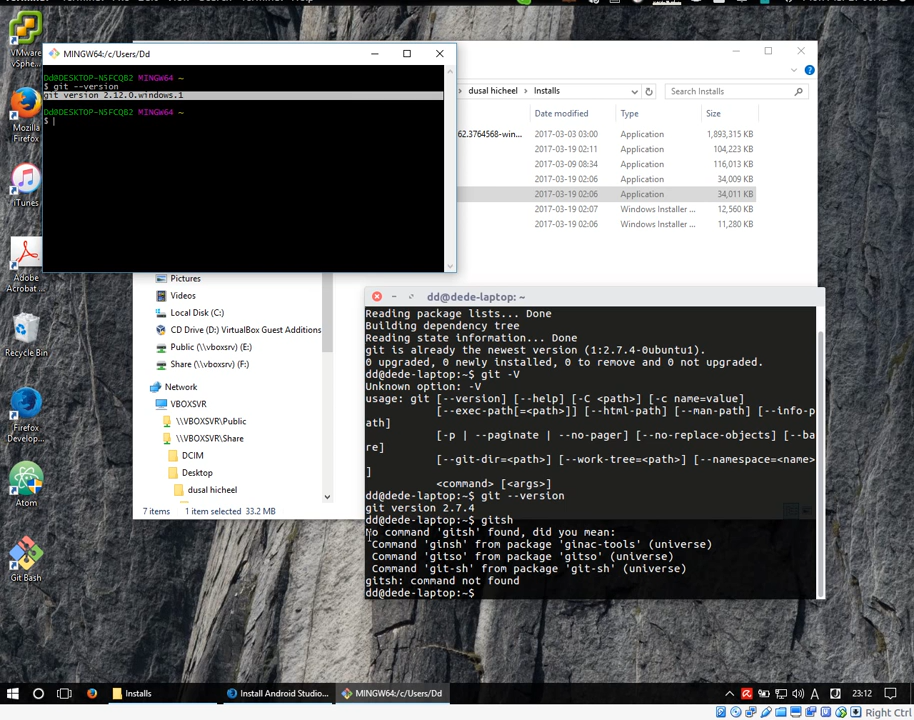 VMware
vSphe...
Mozilla
Firefox
iTunes
Adobe
Acrobat ...
Recycle Bin
Firefox
Develop...
Atom
Git Bash
MINGW64:/c/Users/Dd
Dd@DESKTOP-N5FCQB2 MINGW64 ~
$ git --version
git version 2.12.0.windows.1
Dd@DESKTOP-N5FCQB2 MINGW64 ~
$
dusal hicheel > Installs
Search Installs
Date modified Type Size
62.3764568-win... 2017-03-03 03:00 Application 1,893,315 KB
2017-03-19 02:11 Application 104,223 KB
2017-03-09 08:34 Application 116,013 KB
2017-03-19 02:06 Application 34,009 KB
2017-03-19 02:06 Application 34,011 KB
2017-03-19 02:07 Windows Installer ... 12,560 KB
2017-03-19 02:06 Windows Installer ... 11,280 KB
Pictures
Videos
Local Disk (C:)
CD Drive (D:) VirtualBox Guest Additions
Public (\\vboxsrv) (E:)
Share (\\vboxsrv) (F:)
Network
VBOXSVR
\\VBOXSVR\Public
\\VBOXSVR\Share
DCIM
Desktop
dusal hicheel
7 items 1 item selected 33.2 MB
dd@dede-laptop: ~
Reading package lists... Done
Building dependency tree
Reading state information... Done
git is already the newest version (1:2.7.4-0ubuntu1).
0 upgraded, 0 newly installed, 0 to remove and 0 not upgraded.
dd@dede-laptop:~$ git -V
Unknown option: -V
usage: git [--version] [--help] [-C <path>] [-c name=value]
[--exec-path[=<path>]] [--html-path] [--man-path] [--info-p
ath]
[-p | --paginate | --no-pager] [--no-replace-objects] [--ba
re]
[--git-dir=<path>] [--work-tree=<path>] [--namespace=<name>
]
<command> [<args>]
dd@dede-laptop:~$ git --version
git version 2.7.4
dd@dede-laptop:~$ gitsh
No command 'gitsh' found, did you mean:
Command 'ginsh' from package 'ginac-tools' (universe)
Command 'gitso' from package 'gitso' (universe)
Command 'git-sh' from package 'git-sh' (universe)
gitsh: command not found
dd@dede-laptop:~$
Installs
Install Android Studio...
MINGW64:/c/Users/Dd
23:12
Right Ctrl